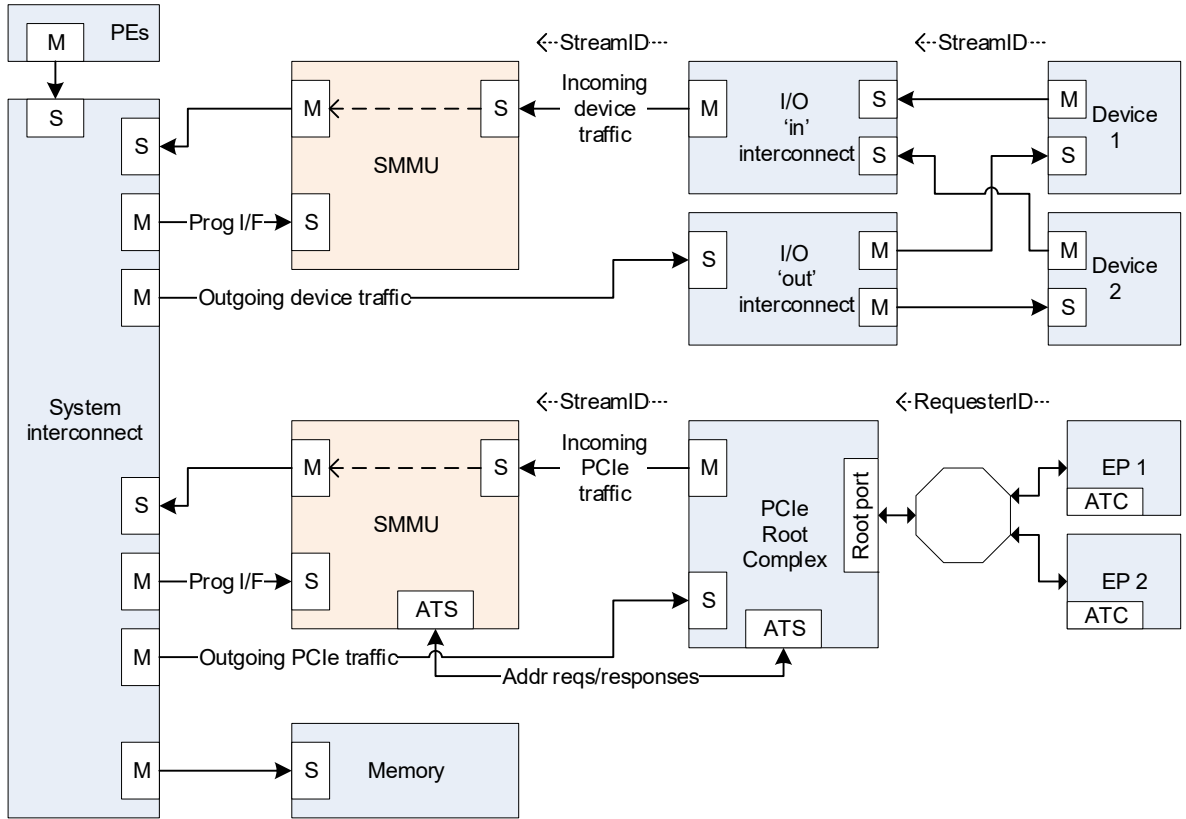 PEs
M
S
<--StreamID---
<--StreamID---
M
S
Incoming
device
traffic
M
I/O
‘in’
interconnect
S
M
Device
1
S
SMMU
S
S
M
Prog I/F
S
M
Outgoing device traffic
S
I/O
‘out’
interconnect
M
M
Device
2
M
S
System
interconnect
<--StreamID---
<--RequesterID---
M
S
Incoming
PCIe
traffic
M
Root port
EP 1
ATC
S
SMMU
PCIe
Root
Complex
M
Prog I/F
S
S
EP 2
ATC
ATS
ATS
M
Outgoing PCIe traffic
Addr reqs/responses
M
S
Memory